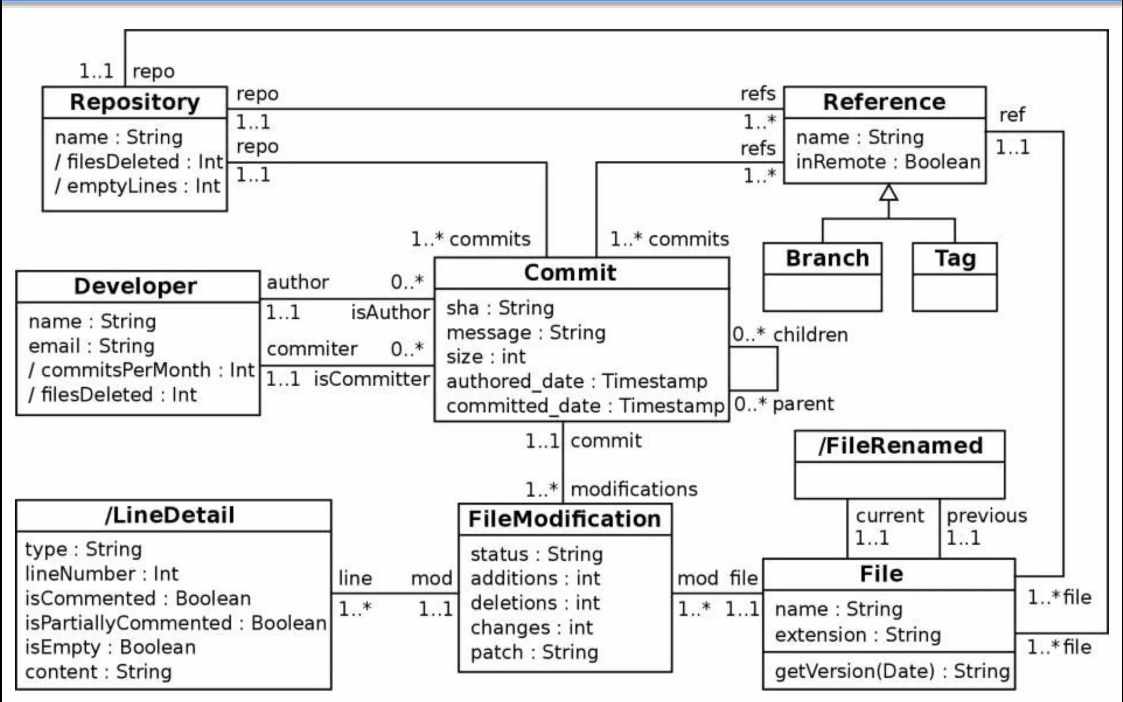 1..1 repo
Repository
name : String
/ filesDeleted : Int
/ emptyLines : Int
repo
1..1
repo
1..1
refs
1..*
refs
1..*
Reference
name : String
inRemote : Boolean
ref
1..1
Branch
Tag
1..* commits
1..* commits
Developer
name : String
email : String
/ commitsPerMonth : Int
/ filesDeleted : Int
author 0..*
1..1 isAuthor
commiter 0..*
1..1 isCommitter
Commit
sha : String
message : String
size : int
authored_date : Timestamp
committed_date : Timestamp
0..* children
0..* parent
1..1 commit
1..* modifications
/FileRenamed
current
1..1
previous
1..1
/LineDetail
type : String
lineNumber : Int
isCommented : Boolean
isPartiallyCommented : Boolean
isEmpty : Boolean
content : String
line mod
1..* 1..1
FileModification
status : String
additions : int
deletions : int
changes : int
patch : String
mod file
1..* 1..1
File
name : String
extension : String
getVersion(Date) : String
1..* file
1..* file